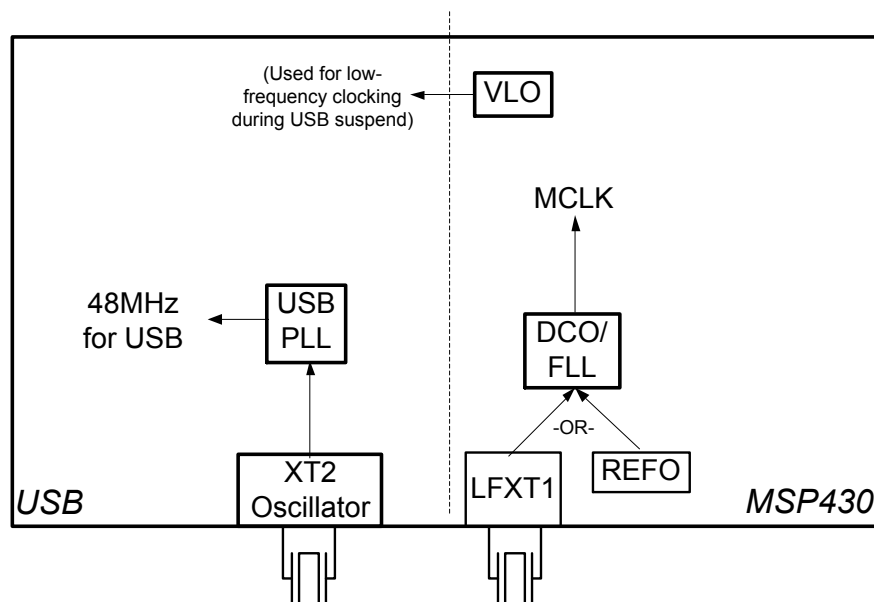 (Used for low-
frequency clocking
during USB suspend)
VLO
MCLK
48MHz
for USB
USB
PLL
DCO/
FLL
-OR-
XT2
Oscillator
LFXT1
REFO
USB
MSP430